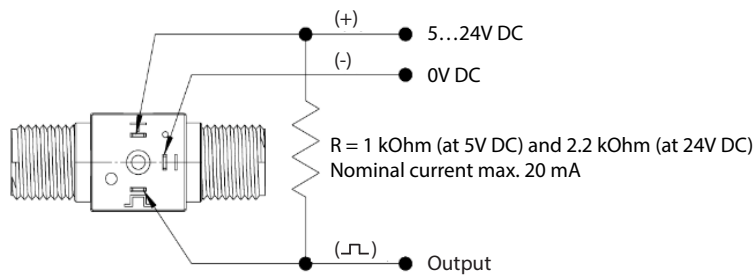 (+)
5…24V DC
(-)
0V DC
R = 1 kOhm (at 5V DC) and 2.2 kOhm (at 24V DC)
Nominal current max. 20 mA
( )
Output